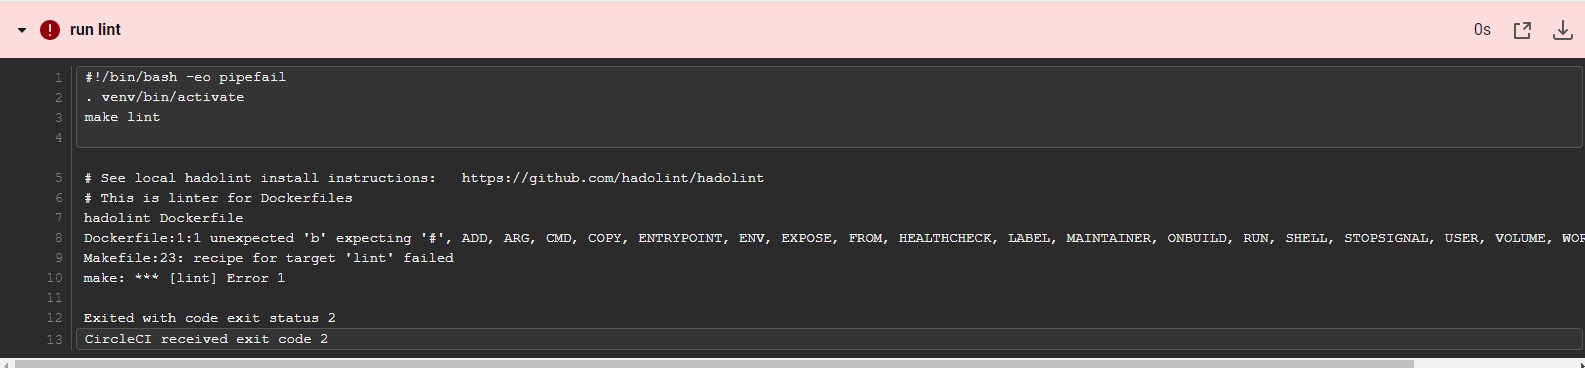 run lint
0s
1 #!/bin/bash -eo pipefail
2 . venv/bin/activate
3 make lint
4
5 # See local hadolint install instructions:   https://github.com/hadolint/hadolint
6 # This is linter for Dockerfiles
7 hadolint Dockerfile
8 Dockerfile:1:1 unexpected 'b' expecting '#', ADD, ARG, CMD, COPY, ENTRYPOINT, ENV, EXPOSE, FROM, HEALTHCHECK, LABEL, MAINTAINER, ONBUILD, RUN, SHELL, STOPSIGNAL, USER, VOLUME, WOR
9 Makefile:23: recipe for target 'lint' failed
10 make: *** [lint] Error 1
11
12 Exited with code exit status 2
13 CircleCI received exit code 2